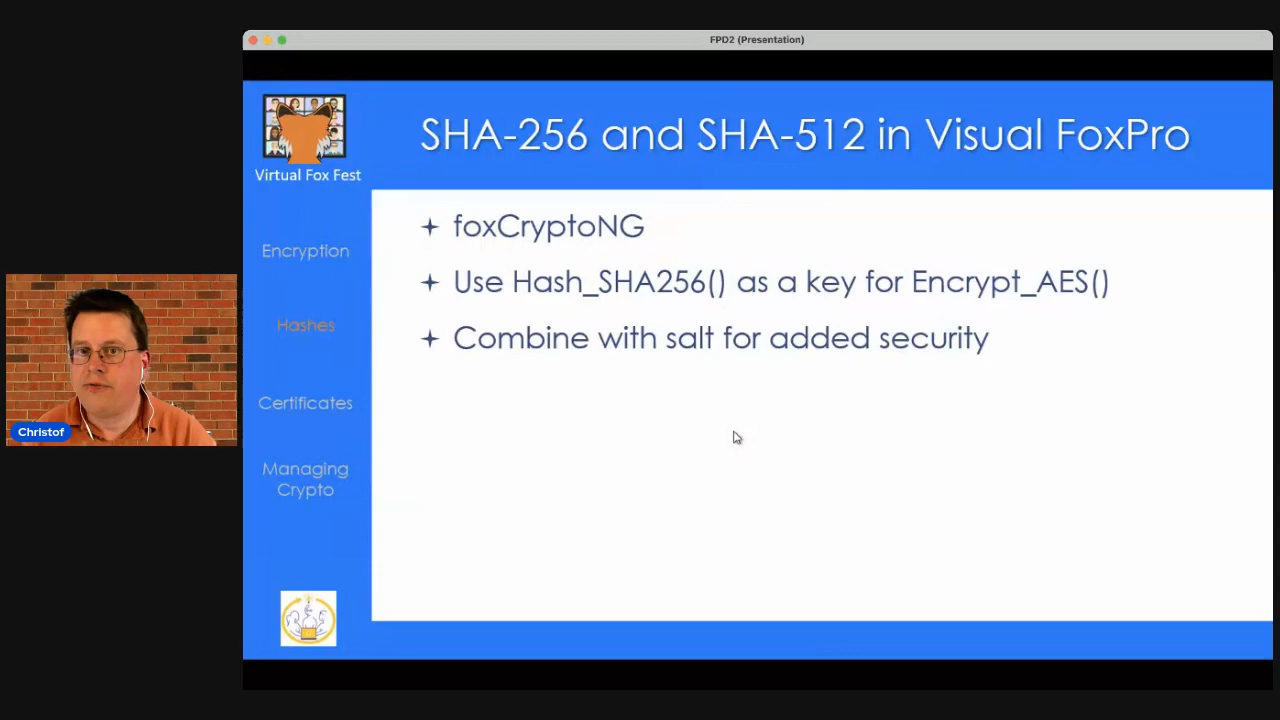 FPD2 (Presentation)
Virtual Fox Fest
SHA-256 and SHA-512 in Visual FoxPro
Encryption
Hashes
Certificates
Managing
Crypto
foxCryptoNG
Use Hash_SHA256() as a key for Encrypt_AES()
Combine with salt for added security
Christof